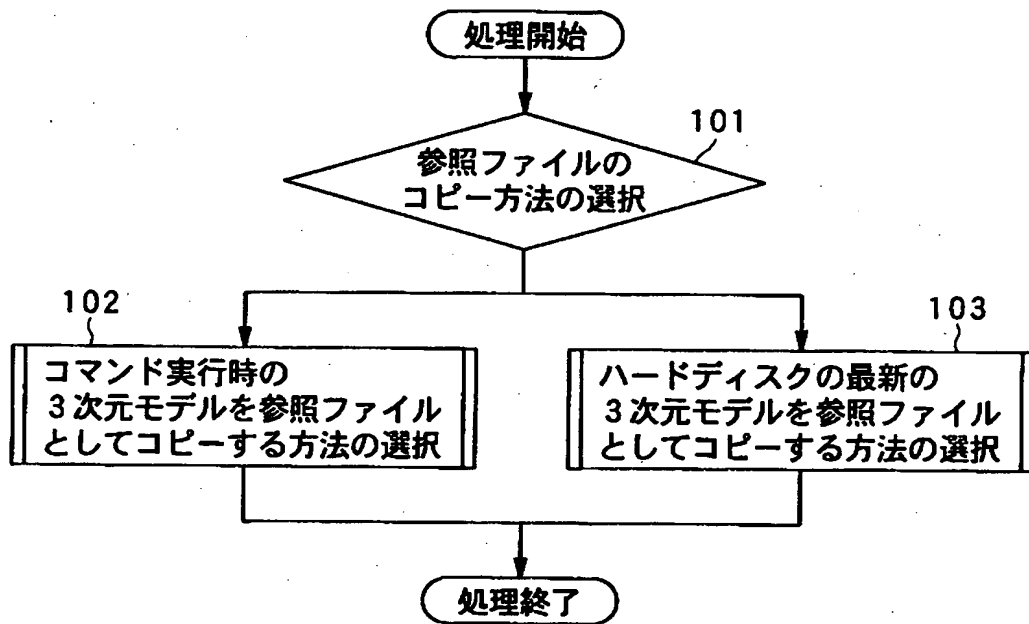 処理開始
101
参照ファイルの
コピー方法の選択
102
コマンド実行時の
3次元モデルを参照ファイル
としてコピーする方法の選択
103
ハードディスクの最新の
3次元モデルを参照ファイル
としてコピーする方法の選択
処理終了